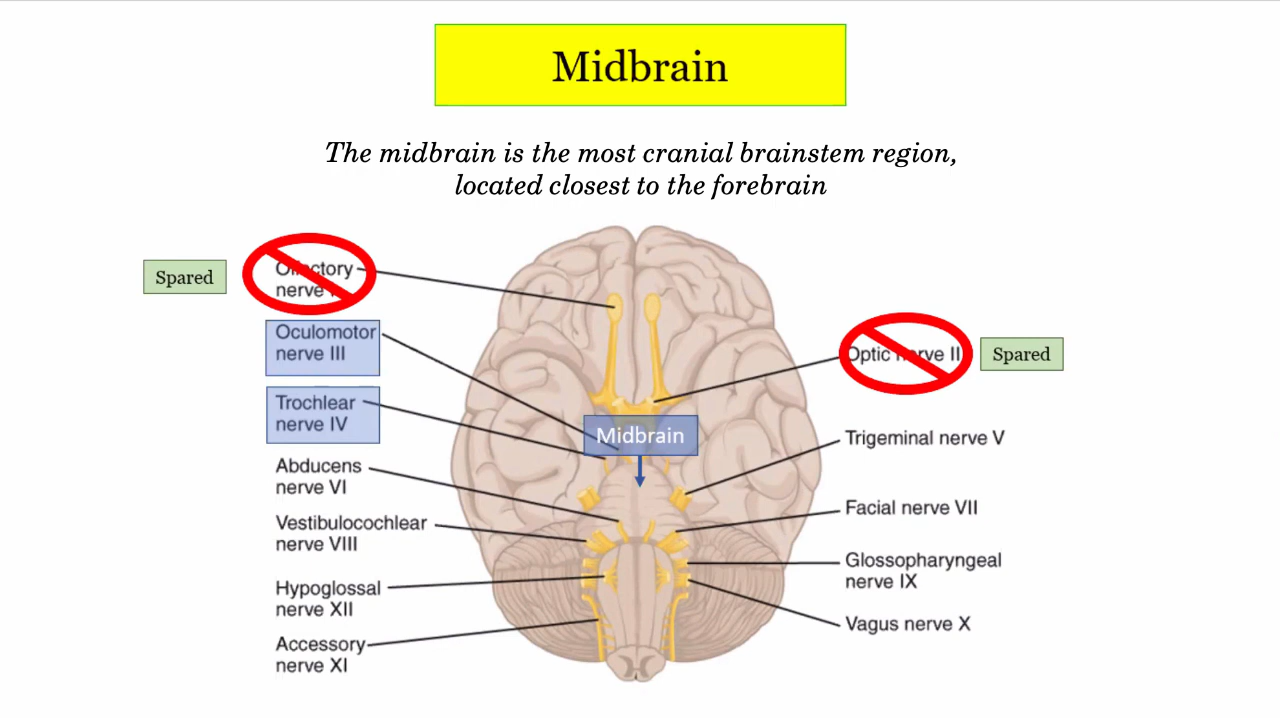 Midbrain
The midbrain is the most cranial brainstem region,
located closest to the forebrain
Spared
Olfactory
nerve
Oculomotor
nerve III
Trochlear
nerve IV
Abducens
nerve VI
Vestibulocochlear
nerve VIII
Hypoglossal
nerve XII
Accessory
nerve XI
Midbrain
Optic nerve II
Spared
Trigeminal nerve V
Facial nerve VII
Glossopharyngeal
nerve IX
Vagus nerve X